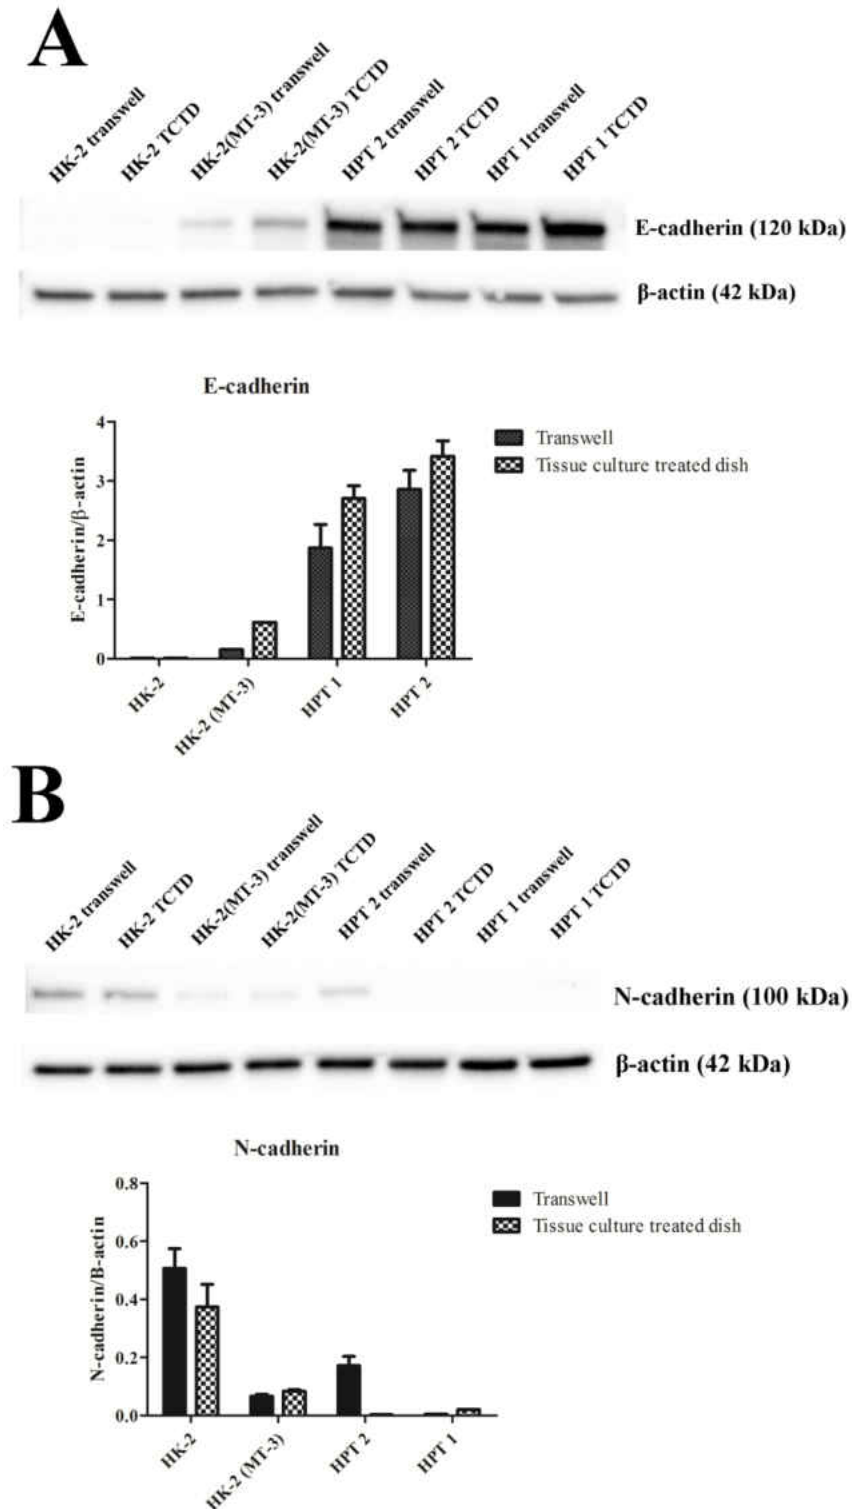 A
HK-2 transwell
HK-2 TCTD
HK-2(MT-3) transwell
HK-2(MT-3) TCTD
HPT 2 transwell
HPT 2 TCTD
HPT 1transwell
HPT 1 TCTD
E-cadherin (120 kDa)
β-actin (42 kDa)
E-cadherin
E-cadherin/β-actin
4
3
2
1
0
HK-2
HK-2 (MT-3)
HPT 1
HPT 2
Transwell
Tissue culture treated dish
B
HK-2 transwell
HK-2 TCTD
HK-2(MT-3) transwell
HK-2(MT-3) TCTD
HPT 2 transwell
HPT 2 TCTD
HPT 1 transwell
HPT 1 TCTD
N-cadherin (100 kDa)
β-actin (42 kDa)
N-cadherin
N-cadherin/B-actin
0.8
0.6
0.4
0.2
0.0
HK-2
HK-2 (MT-3)
HPT 2
HPT 1
Transwell
Tissue culture treated dish